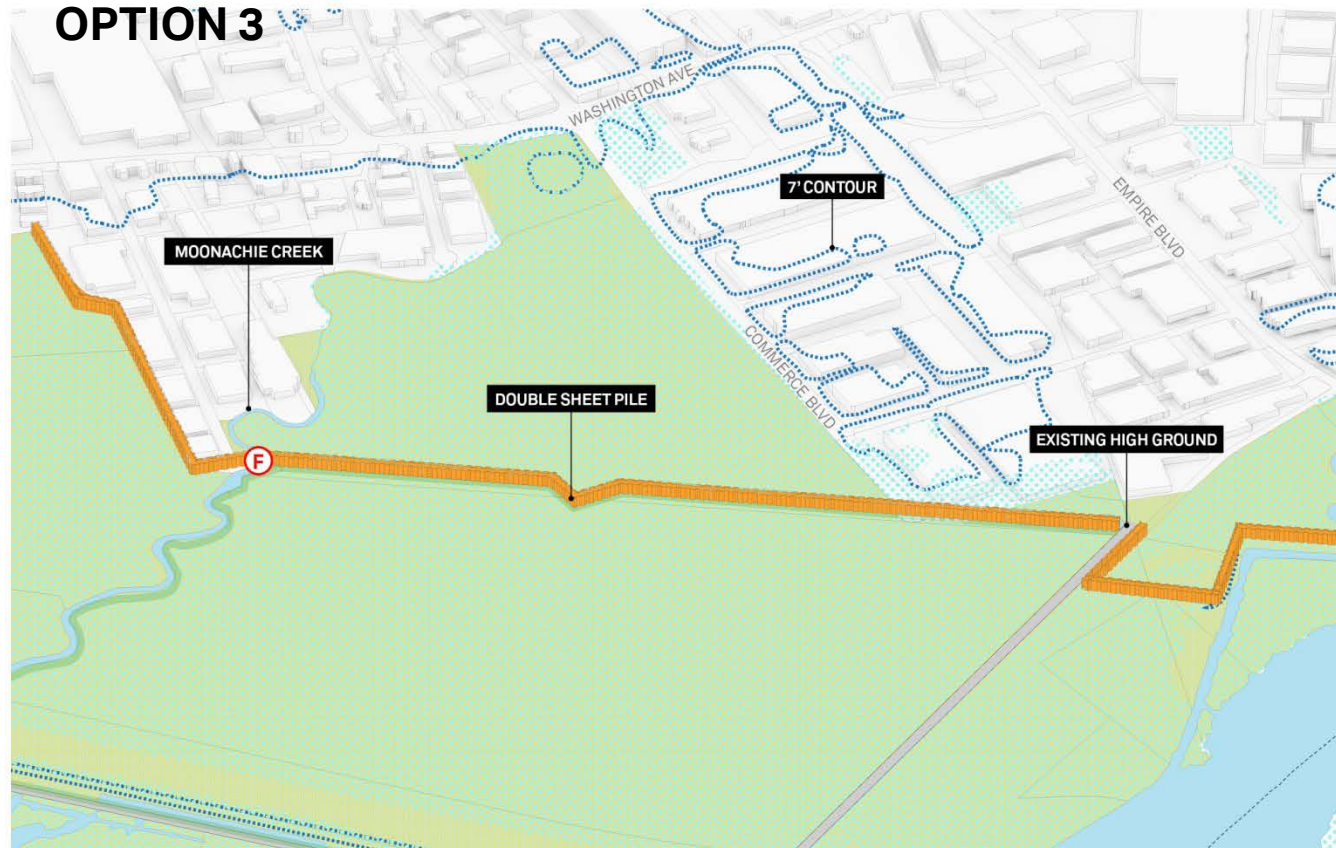 OPTION 3
WASHINGTON AVE
7' CONTOUR
EMPIRE BLVD
MOONACHIE CREEK
COMMERCE BLVD
DOUBLE SHEET PILE
EXISTING HIGH GROUND
F